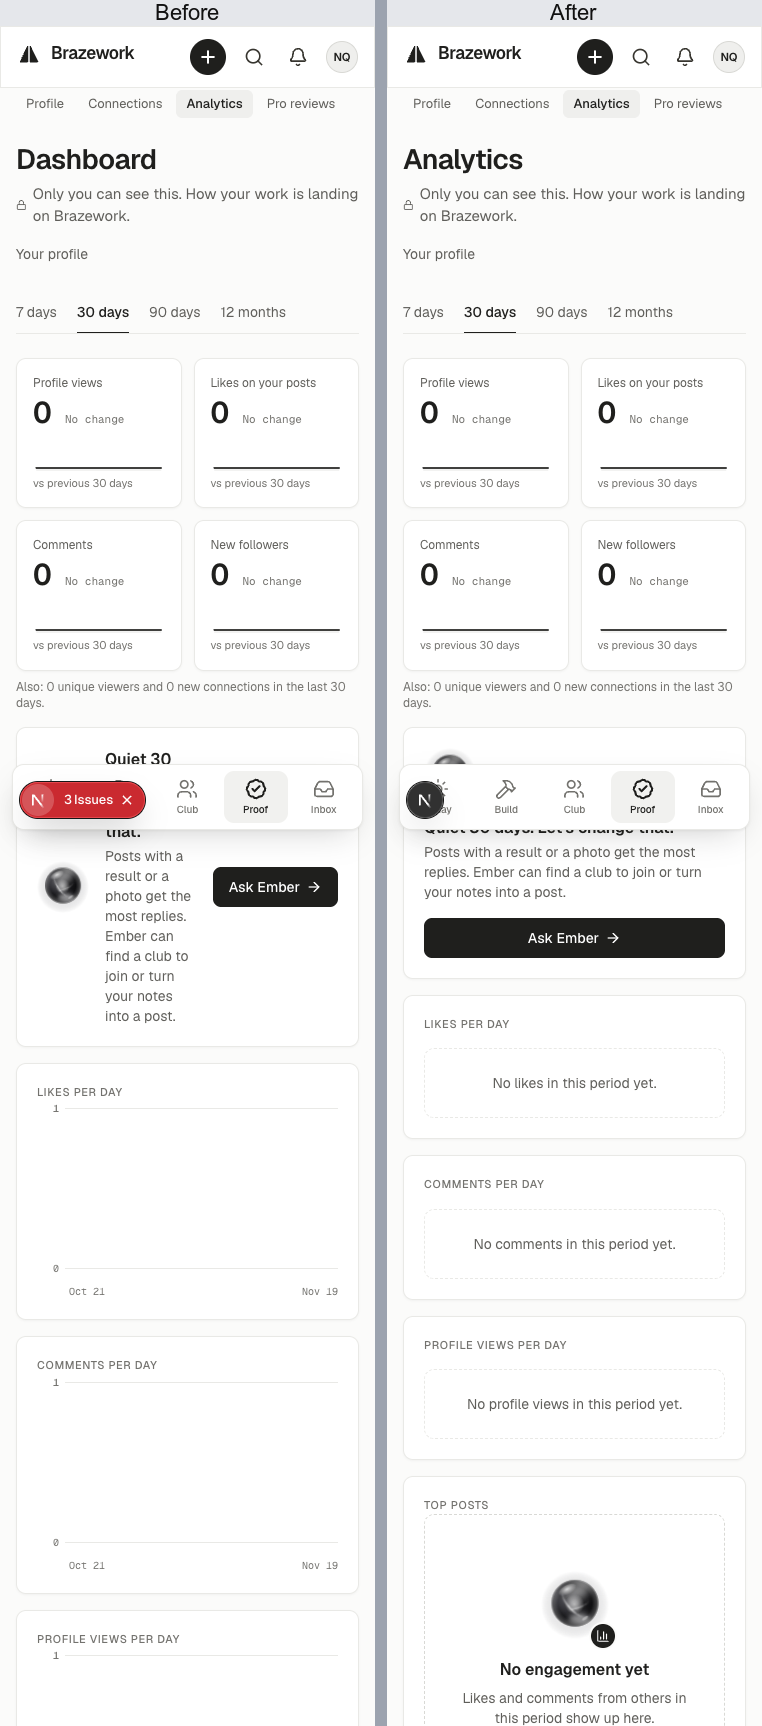 Before
Brazework
NQ
Profile Connections Analytics Pro reviews
Dashboard
Only you can see this. How your work is landing
on Brazework.
Your profile
7 days 30 days 90 days 12 months
Profile views
0 No change
vs previous 30 days
Likes on your posts
0 No change
vs previous 30 days
Comments
0 No change
vs previous 30 days
New followers
0 No change
vs previous 30 days
Also: 0 unique viewers and 0 new connections in the last 30
days.
Quiet 30
N 3 Issues
Club
Proof
Inbox
that.
Posts with a
result or a
photo get the
most replies.
Ember can
find a club to
join or turn
your notes
into a post.
Ask Ember
LIKES PER DAY
1
0
Oct 21 Nov 19
COMMENTS PER DAY
1
0
Oct 21 Nov 19
PROFILE VIEWS PER DAY
1
After
Brazework
NQ
Profile Connections Analytics Pro reviews
Analytics
Only you can see this. How your work is landing
on Brazework.
Your profile
7 days 30 days 90 days 12 months
Profile views
0 No change
vs previous 30 days
Likes on your posts
0 No change
vs previous 30 days
Comments
0 No change
vs previous 30 days
New followers
0 No change
vs previous 30 days
Also: 0 unique viewers and 0 new connections in the last 30
days.
N
ay
Build
Club
Proof
Inbox
Quiet 30 days. Let's change that.
Posts with a result or a photo get the most
replies. Ember can find a club to join or turn
your notes into a post.
Ask Ember
LIKES PER DAY
No likes in this period yet.
COMMENTS PER DAY
No comments in this period yet.
PROFILE VIEWS PER DAY
No profile views in this period yet.
TOP POSTS
No engagement yet
Likes and comments from others in
this period show up here.